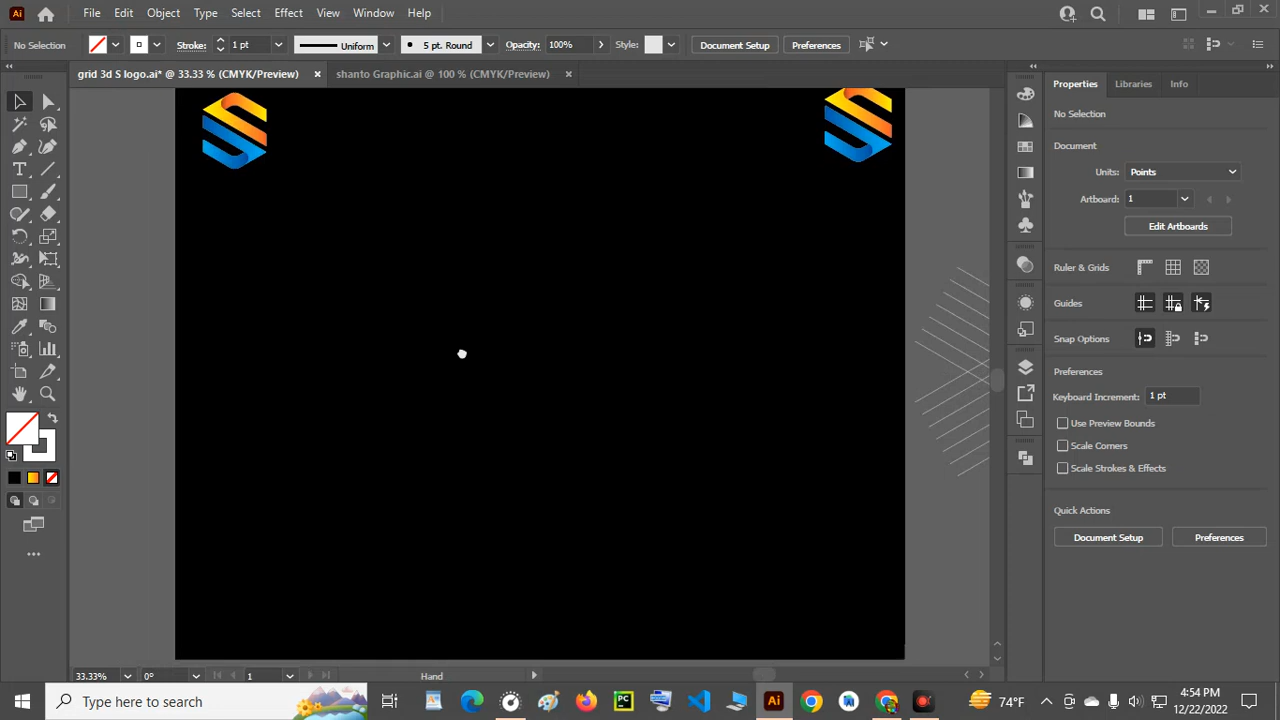 Ai File Edit Object Type Select Effect View Window Help
No Selection Stroke: 1 pt Uniform 5 pt. Round Opacity: 100% Style: Document Setup Preferences
grid 3d S logo.ai* @ 33.33 % (CMYK/Preview) × shanto Graphic.ai @ 100 % (CMYK/Preview) ×
Properties Libraries Info
No Selection
Document
Units: Points
Artboard: 1
Edit Artboards
Ruler & Grids
Guides
Snap Options
Preferences
Keyboard Increment: 1 pt
Use Preview Bounds
Scale Corners
Scale Strokes & Effects
Quick Actions
Document Setup Preferences
33.33% 0° 1 Hand
Type here to search PC Ai 74°F 4:54 PM
12/22/2022